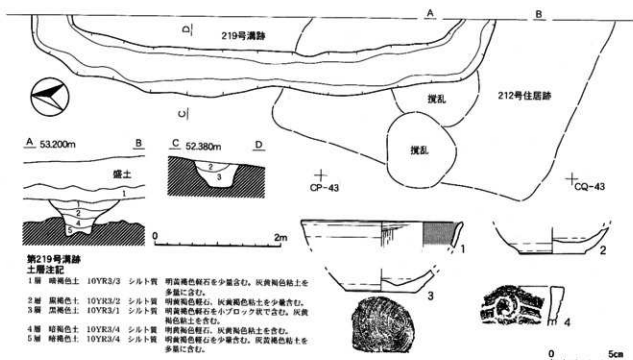 A B
D
219号溝跡
C
撹乱
212号住居跡
撹乱
A 53.200m B
C 52.380m D
盛土
1
1
2
4
5
2
3
CP-43
CQ-43
0 2m
第219号溝跡
土層注記
1層 暗褐色土 10YR3/3 シルト質 明黄褐色軽石を少量含む。灰黄褐色粘土を
多量に含む。
2層 黒褐色土 10YR3/2 シルト質 明黄褐色軽石、灰黄褐色粘土を少量含む。
3層 黒褐色土 10YR3/1 シルト質 明黄褐色軽石を小ブロック状で含む。灰黄
褐色粘土を含む。
4層 暗褐色土 10YR3/4 シルト質 明黄褐色軽石、灰黄褐色粘土を含む。
5層 暗褐色土 10YR3/4 シルト質 明黄褐色軽石を少量含む。灰黄褐色粘土を
多量に含む。
1
2
3
4
0 5cm